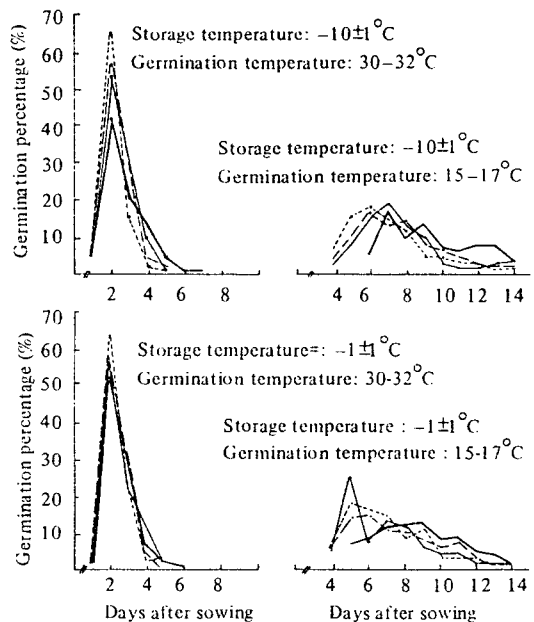 70
60
50
40
30
20
10
Germination percentage (%)
Storage temperature: −10±1°C
Germination temperature: 30−32°C
Storage temperature: −10±1°C
Germination temperature: 15−17°C
2 4 6 8
4 6 8 10 12 14
70
60
50
40
30
20
10
Germination percentage (%)
Storage temperature=: −1±1°C
Germination temperature: 30-32°C
Storage temperature : −1±1°C
Germination temperature : 15-17°C
2 4 6 8
4 6 8 10 12 14
Days after sowing
Days after sowing